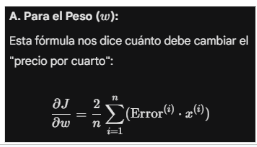 A. Para el Peso (w):
Esta fórmula nos dice cuánto debe cambiar el
"precio por cuarto":
∂J/∂w = 2/n ∑_{i=1}^{n} (Error^{(i)} · x^{(i)})